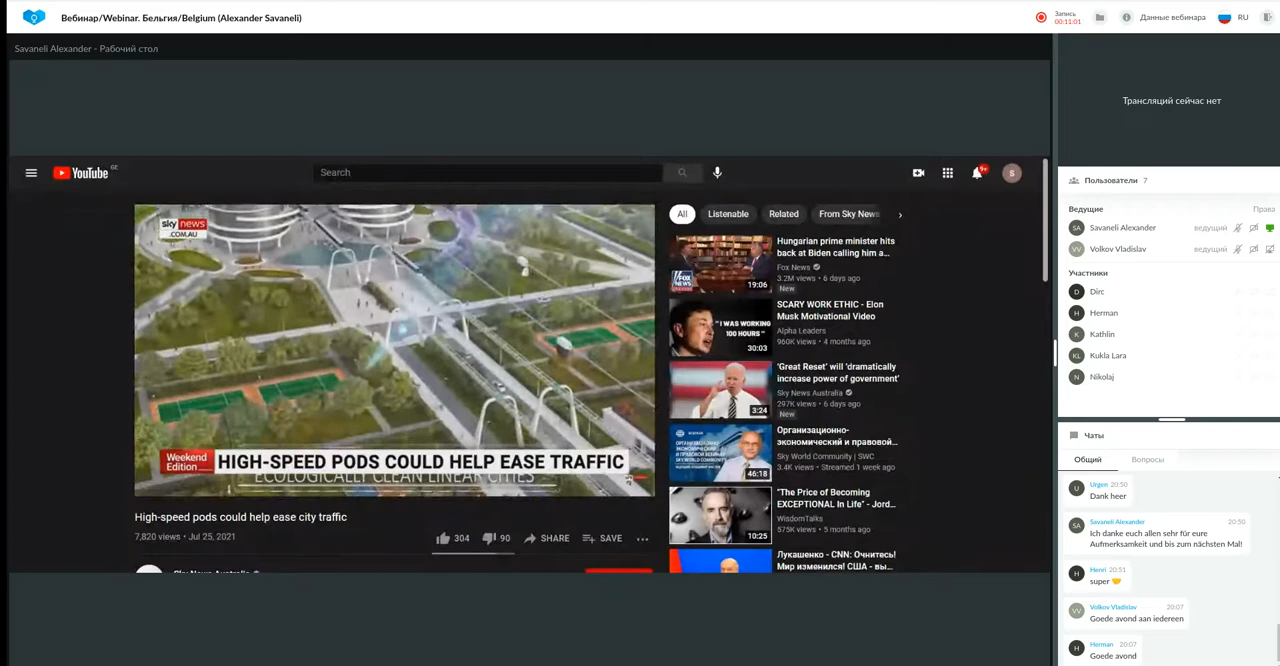 Вебинар/Webinar. Бельгия/Belgium (Alexander Savaneli)
Запись
00:11:01
Данные вебинара
RU
Savaneli Alexander - Рабочий стол
Трансляций сейчас нет
YouTube GE
Search
9+
S
sky news
.COM.AU
Weekend
Edition
HIGH-SPEED PODS COULD HELP EASE TRAFFIC
ECOLOGICALLY CLEAN LINEAR CITIES
High-speed pods could help ease city traffic
7,820 views • Jul 25, 2021
304
90
SHARE
SAVE
Sky News Australia
All
Listenable
Related
From Sky News
FOX NEWS
19:06
Hungarian prime minister hits
back at Biden calling him a...
Fox News
3.2M views • 6 days ago
New
"I WAS WORKING
100 HOURS"
30:03
SCARY WORK ETHIC - Elon
Musk Motivational Video
Alpha Leaders
960K views • 4 months ago
3:24
'Great Reset' will 'dramatically
increase power of government'
Sky News Australia
297K views • 6 days ago
New
46:18
Организационно-
экономический и правовой...
Sky World Community | SWC
3.4K views • Streamed 1 week ago
10:25
"The Price of Becoming
EXCEPTIONAL In Life" - Jord...
WisdomTalks
575K views • 5 months ago
Лукашенко - CNN: Очнитесь!
Мир изменился! США - вы...
Пользователи 7
Ведущие
Права
SA Savaneli Alexander ведущий
VV Volkov Vladislav ведущий
Участники
D Dirc
H Herman
K Kathlin
KL Kukla Lara
N Nikolaj
Чаты
Общий
Вопросы
U Urgen 20:50
Dank heer
SA Savaneli Alexander 20:50
Ich danke euch allen sehr für eure
Aufmerksamkeit und bis zum nächsten Mal!
H Henri 20:51
super 🤝
VV Volkov Vladislav 20:07
Goede avond aan iedereen
H Herman 20:07
Goede avond